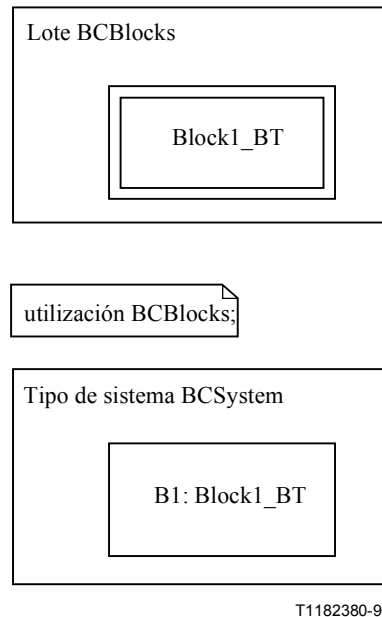 Lote BCBlocks
Block1_BT
utilización BCBlocks;
Tipo de sistema BCSystem
B1: Block1_BT
T1182380-9